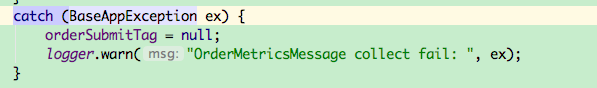 catch (BaseAppException ex) {
orderSubmitTag = null;
logger.warn( msg: "OrderMetricsMessage collect fail: ", ex);
}